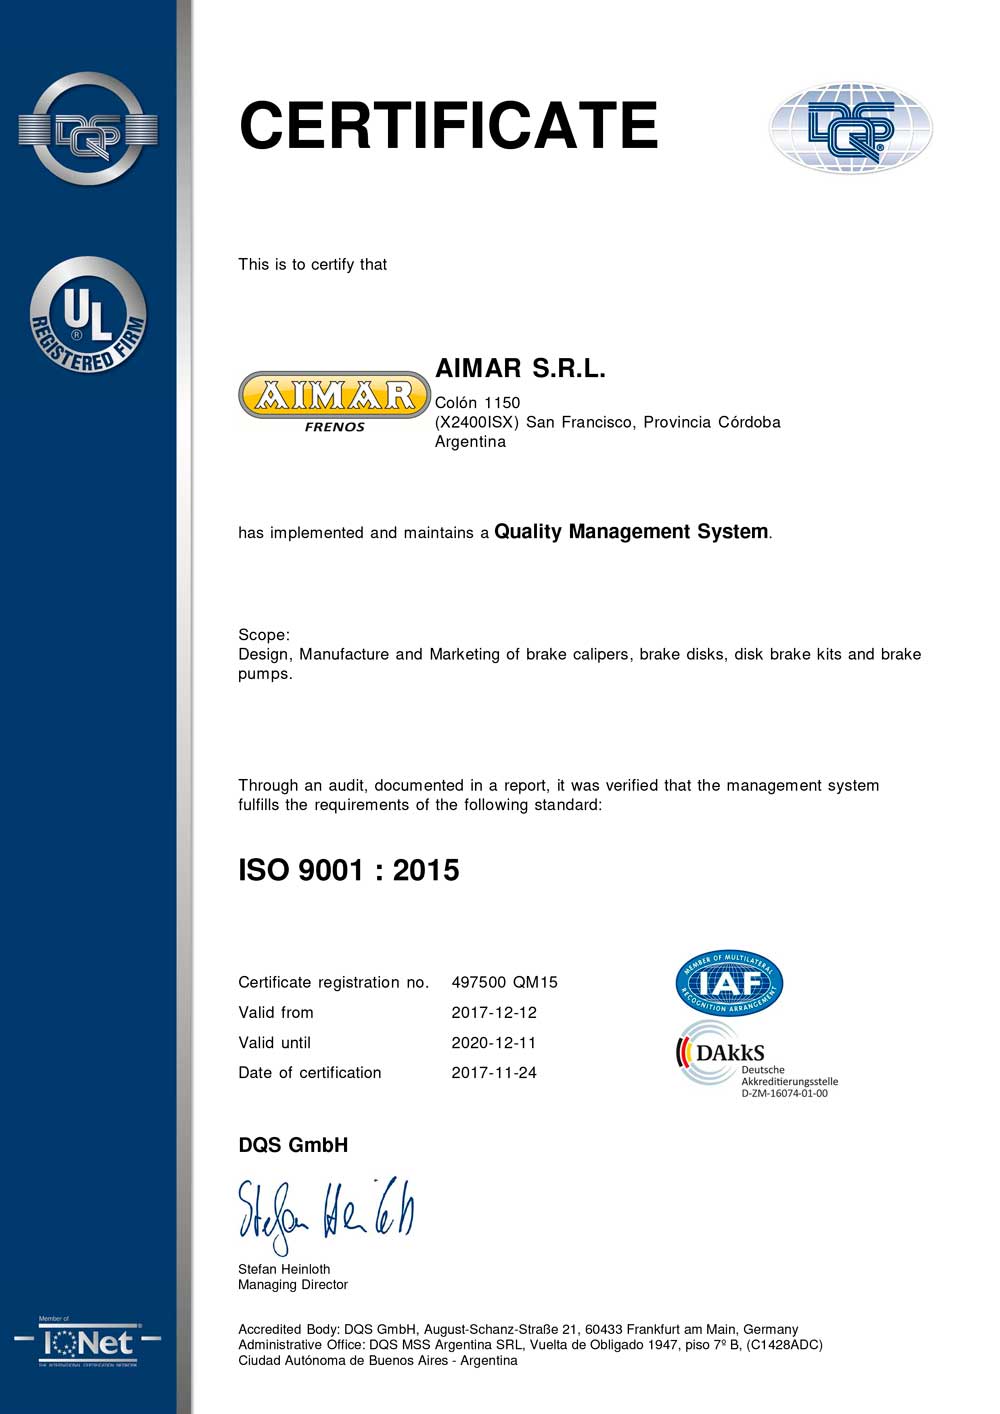 DQS
CERTIFICATE
DQS®
This is to certify that
UL
®
REGISTERED FIRM
AIMAR
FRENOS
AIMAR S.R.L.
Colón 1150
(X2400ISX) San Francisco, Provincia Córdoba
Argentina
has implemented and maintains a Quality Management System.
Scope:
Design, Manufacture and Marketing of brake calipers, brake disks, disk brake kits and brake
pumps.
Through an audit, documented in a report, it was verified that the management system
fulfills the requirements of the following standard:
ISO 9001 : 2015
Certificate registration no. 497500 QM15
Valid from 2017-12-12
Valid until 2020-12-11
Date of certification 2017-11-24
MEMBER OF MULTILATERAL
IAF
RECOGNITION ARRANGEMENT
DAkkS
Deutsche
Akkreditierungsstelle
D-ZM-16074-01-00
DQS GmbH
Stefan Heinloth
Stefan Heinloth
Managing Director
Member of
IQNet®
THE INTERNATIONAL CERTIFICATION NETWORK
Accredited Body: DQS GmbH, August-Schanz-Straße 21, 60433 Frankfurt am Main, Germany
Administrative Office: DQS MSS Argentina SRL, Vuelta de Obligado 1947, piso 7º B, (C1428ADC)
Ciudad Autónoma de Buenos Aires - Argentina